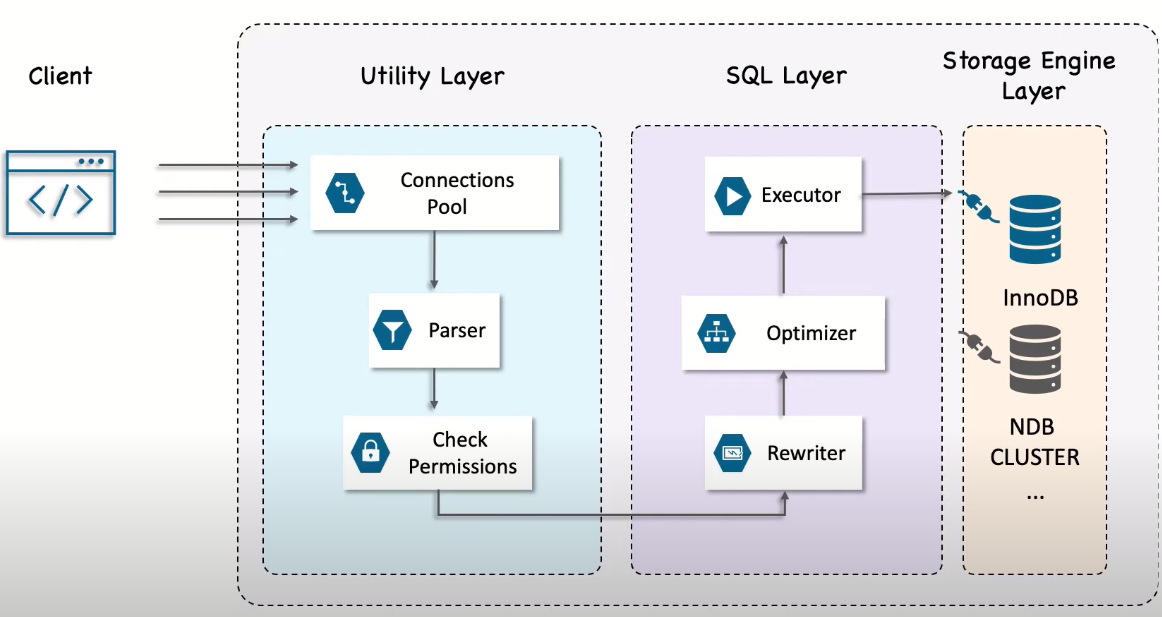 Client
Utility Layer
SQL Layer
Storage Engine
Layer
Connections
Pool
Parser
Check
Permissions
Executor
Optimizer
Rewriter
InnoDB
NDB
CLUSTER
...